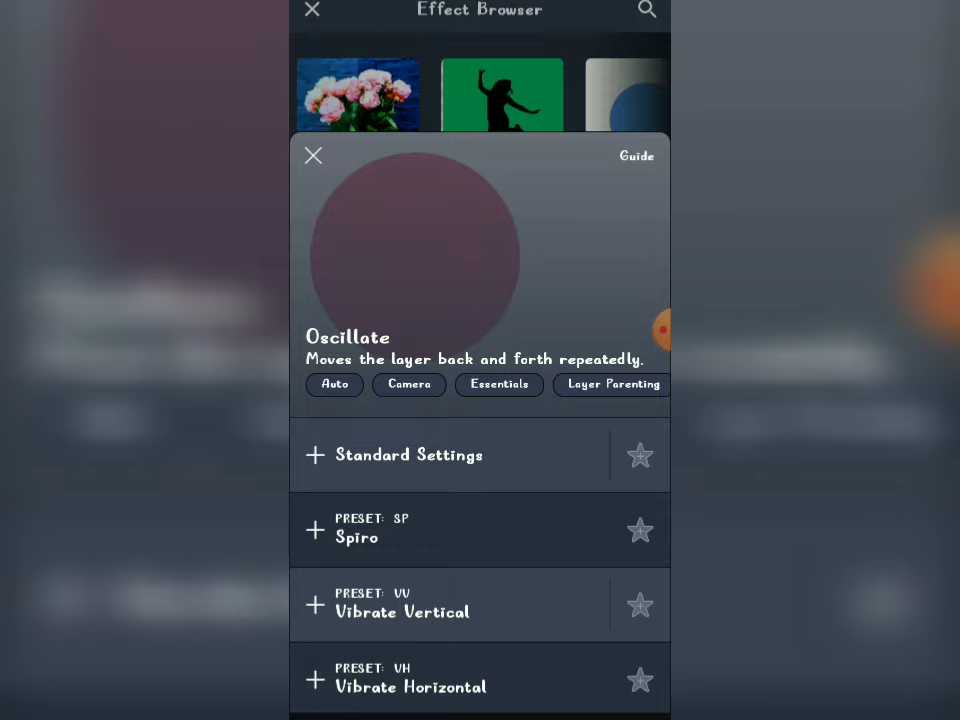 Effect Browser
Guide
Oscillate
Moves the layer back and forth repeatedly.
Auto
Camera
Essentials
Layer Parenting
Standard Settings
PRESET: SP
Spiro
PRESET: VV
Vibrate Vertical
PRESET: VH
Vibrate Horizontal